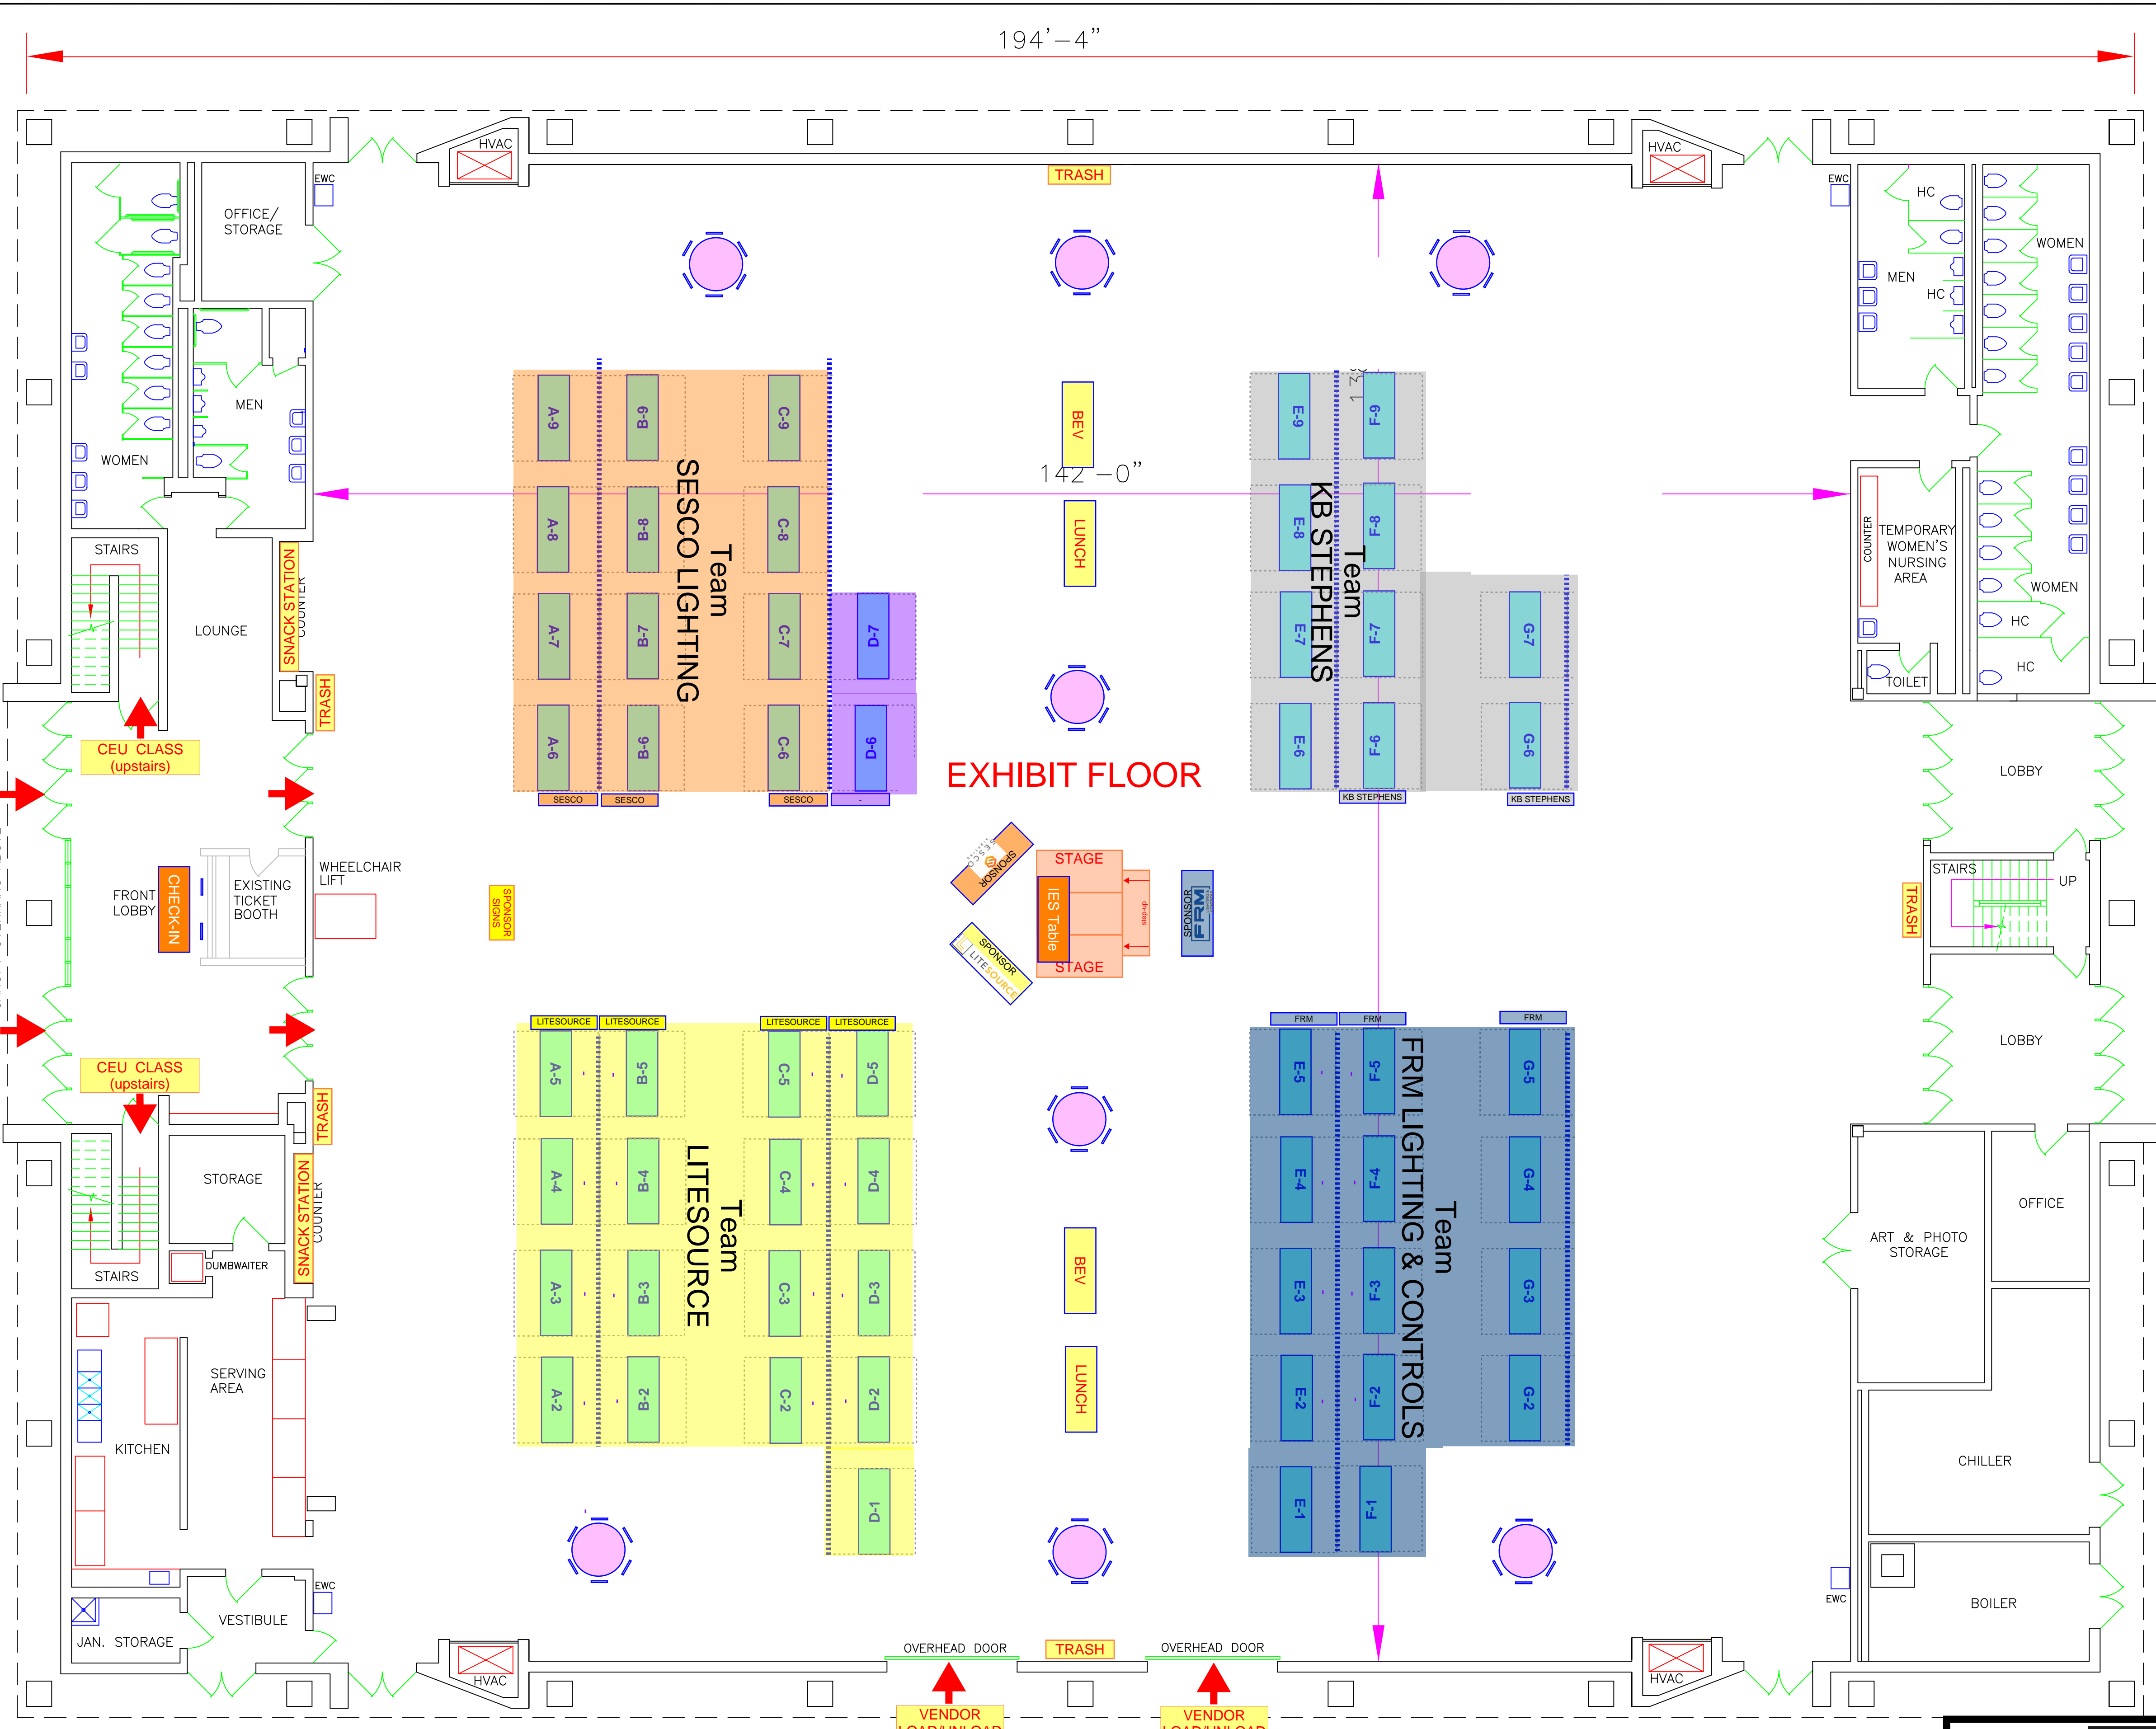 194'-4"
HVAC
HVAC
TRASH
EWC
EWC
OFFICE/
STORAGE
HC
WOMEN
MEN
HC
MEN
WOMEN
A-9
B-9
C-9
BEV
E-9
F-9
142 -0"
A-8
B-8
C-8
LUNCH
E-8
F-8
Team
SESCO LIGHTING
Team
KB STEPHENS
STAIRS
LOUNGE
SNACK STATION
COUNTER
TRASH
COUNTER
TEMPORARY
WOMEN'S
NURSING
AREA
WOMEN
HC
HC
TOILET
A-7
B-7
C-7
D-7
E-7
F-7
G-7
A-6
B-6
C-6
D-6
E-6
F-6
G-6
CEU CLASS
(upstairs)
EXHIBIT FLOOR
LOBBY
SESCO
SESCO
SESCO
-
KB STEPHENS
KB STEPHENS
FRONT
LOBBY
CHECK-IN
EXISTING
TICKET
BOOTH
WHEELCHAIR
LIFT
SPONSOR
SIGNS
SESCO
SPONSOR
STAGE
IES Table
STAGE
dn-daps
SPONSOR
FRM
SPONSOR
LITESOURCE
TRASH
STAIRS
UP
LOBBY
LITESOURCE
LITESOURCE
LITESOURCE
LITESOURCE
FRM
FRM
FRM
CEU CLASS
(upstairs)
TRASH
A-5
B-5
C-5
D-5
E-5
F-5
G-5
STORAGE
SNACK STATION
COUNTER
A-4
B-4
C-4
D-4
E-4
F-4
G-4
Team
LITESOURCE
Team
FRM LIGHTING & CONTROLS
OFFICE
ART & PHOTO
STORAGE
STAIRS
DUMBWAITER
A-3
B-3
C-3
D-3
BEV
E-3
F-3
G-3
SERVING
AREA
A-2
B-2
C-2
D-2
LUNCH
E-2
F-2
G-2
KITCHEN
CHILLER
D-1
E-1
F-1
EWC
EWC
VESTIBULE
JAN. STORAGE
BOILER
HVAC
OVERHEAD DOOR
TRASH
OVERHEAD DOOR
HVAC
VENDOR
LOAD/UNLOAD
VENDOR
LOAD/UNLOAD